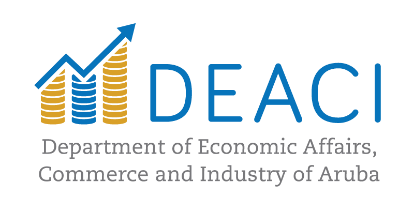 DEACI
Department of Economic Affairs,
Commerce and Industry of Aruba